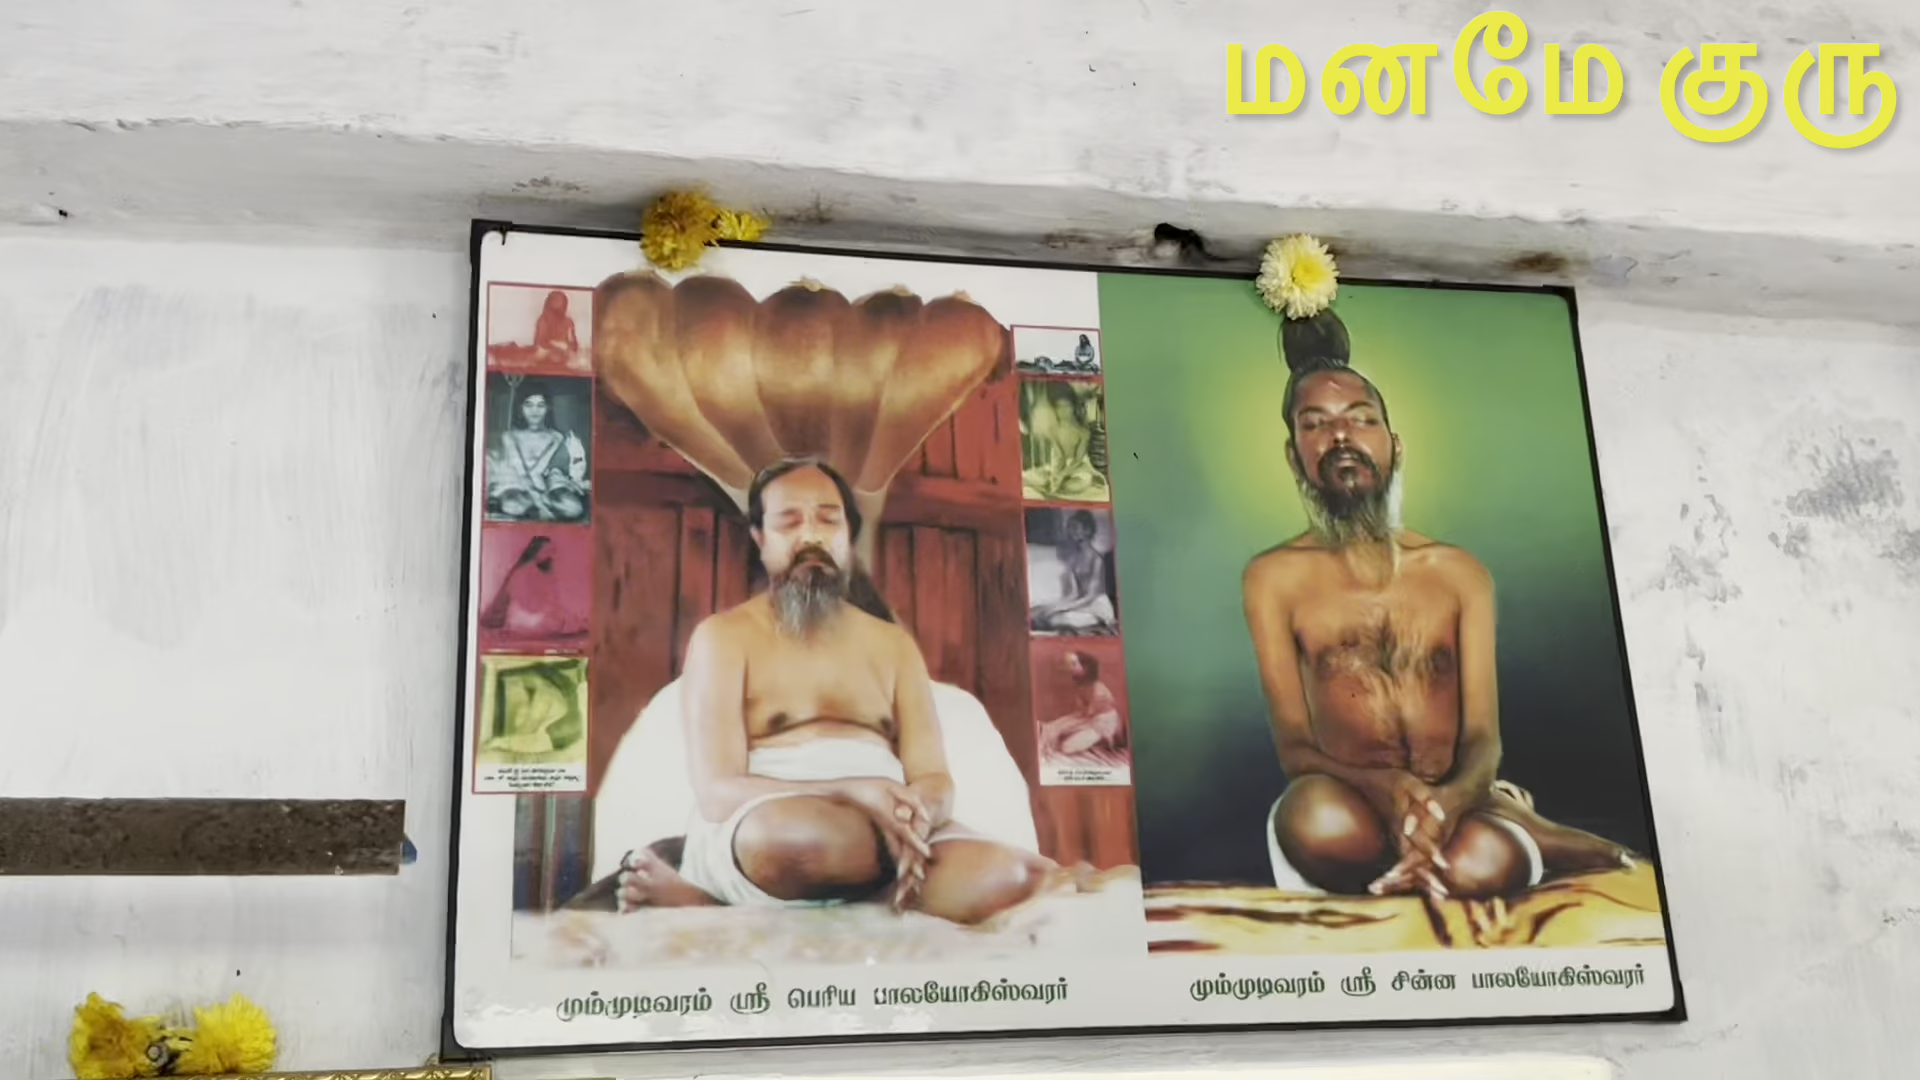 மனமே குரு
மும்முடிவரம் ஸ்ரீ பெரிய பாலயோகிஸ்வரர்
மும்முடிவரம் ஸ்ரீ சின்ன பாலயோகிஸ்வரர்